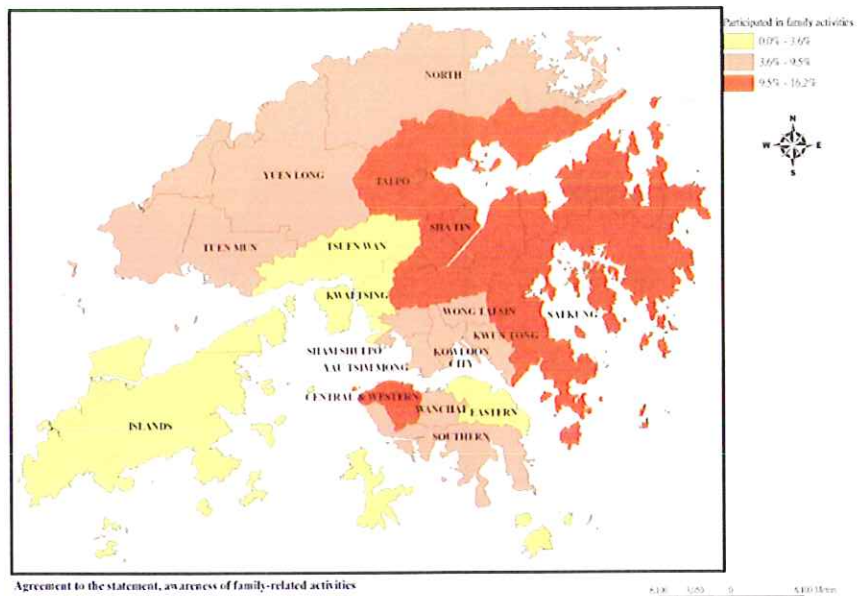 Participated in family activities
0.0% - 3.6%
3.6% - 9.5%
9.5% - 16.2%
N
W E
S
NORTH
YUEN LONG
TAI PO
SHA TIN
TUEN MUN
TSUEN WAN
KWAI TSING
WONG TAI SIN
SAI KUNG
KWUN TONG
SHAM SHUI PO
KOWLOON
CITY
YAU TSIM MONG
CENTRAL & WESTERN
WANCHAI
EASTERN
ISLANDS
SOUTHERN
Agreement to the statement, awareness of family-related activities
0
Meters